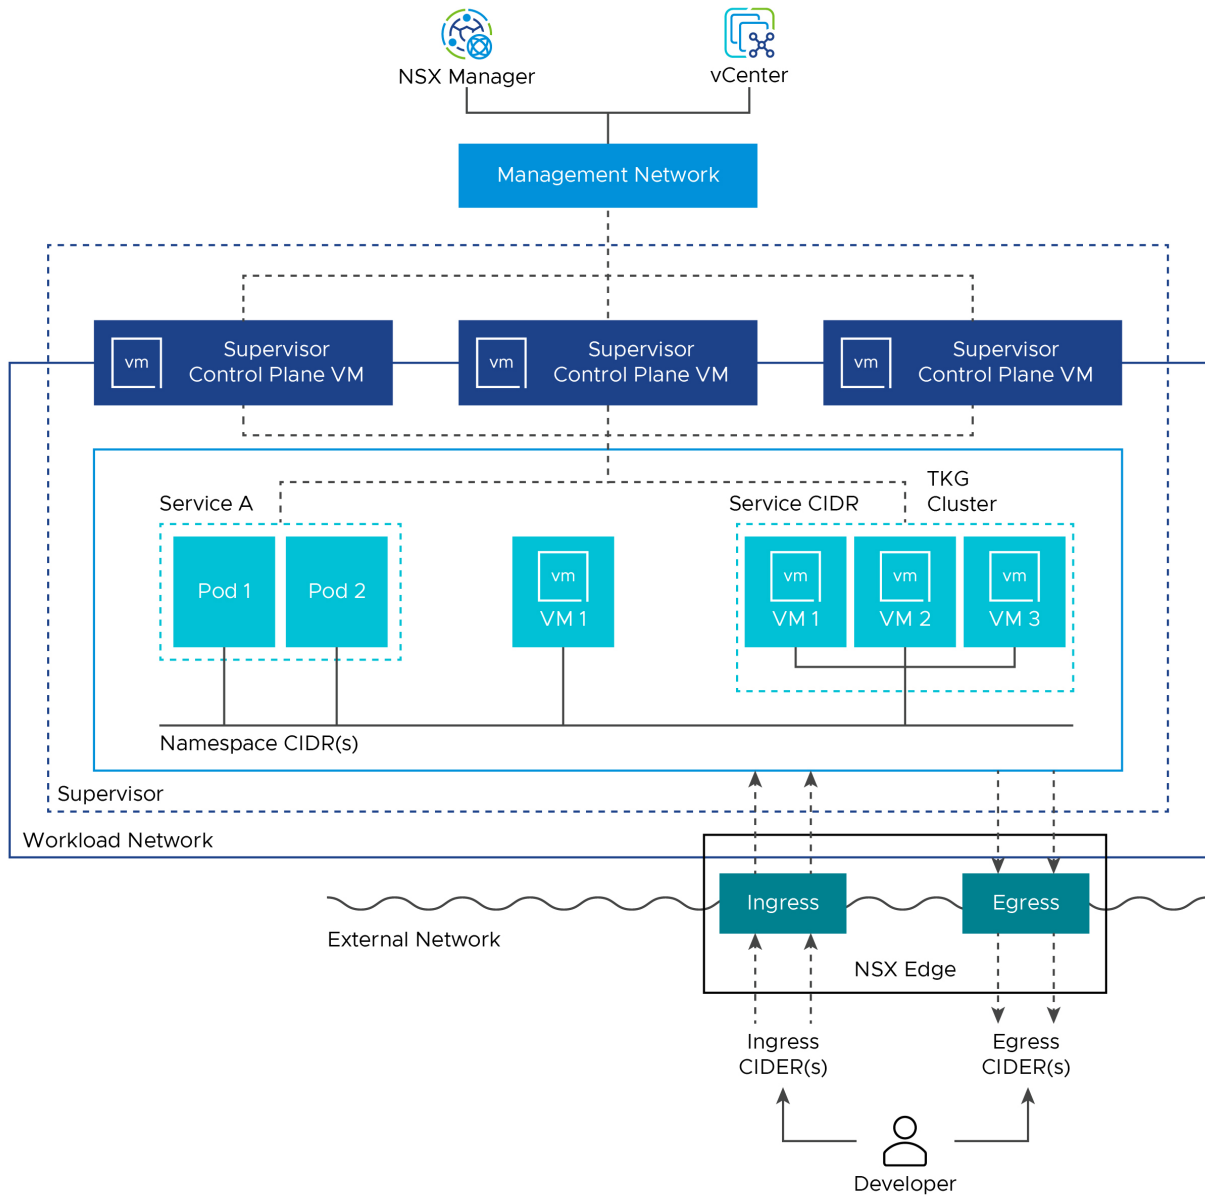 NSX Manager
vCenter
Management Network
vm
Supervisor
Control Plane VM
vm
Supervisor
Control Plane VM
vm
Supervisor
Control Plane VM
Service A
Service CIDR
TKG
Cluster
Pod 1
Pod 2
vm
VM 1
vm
VM 1
vm
VM 2
vm
VM 3
Namespace CIDR(s)
Supervisor
Workload Network
Ingress
Egress
External Network
NSX Edge
Ingress
CIDER(s)
Egress
CIDER(s)
Developer